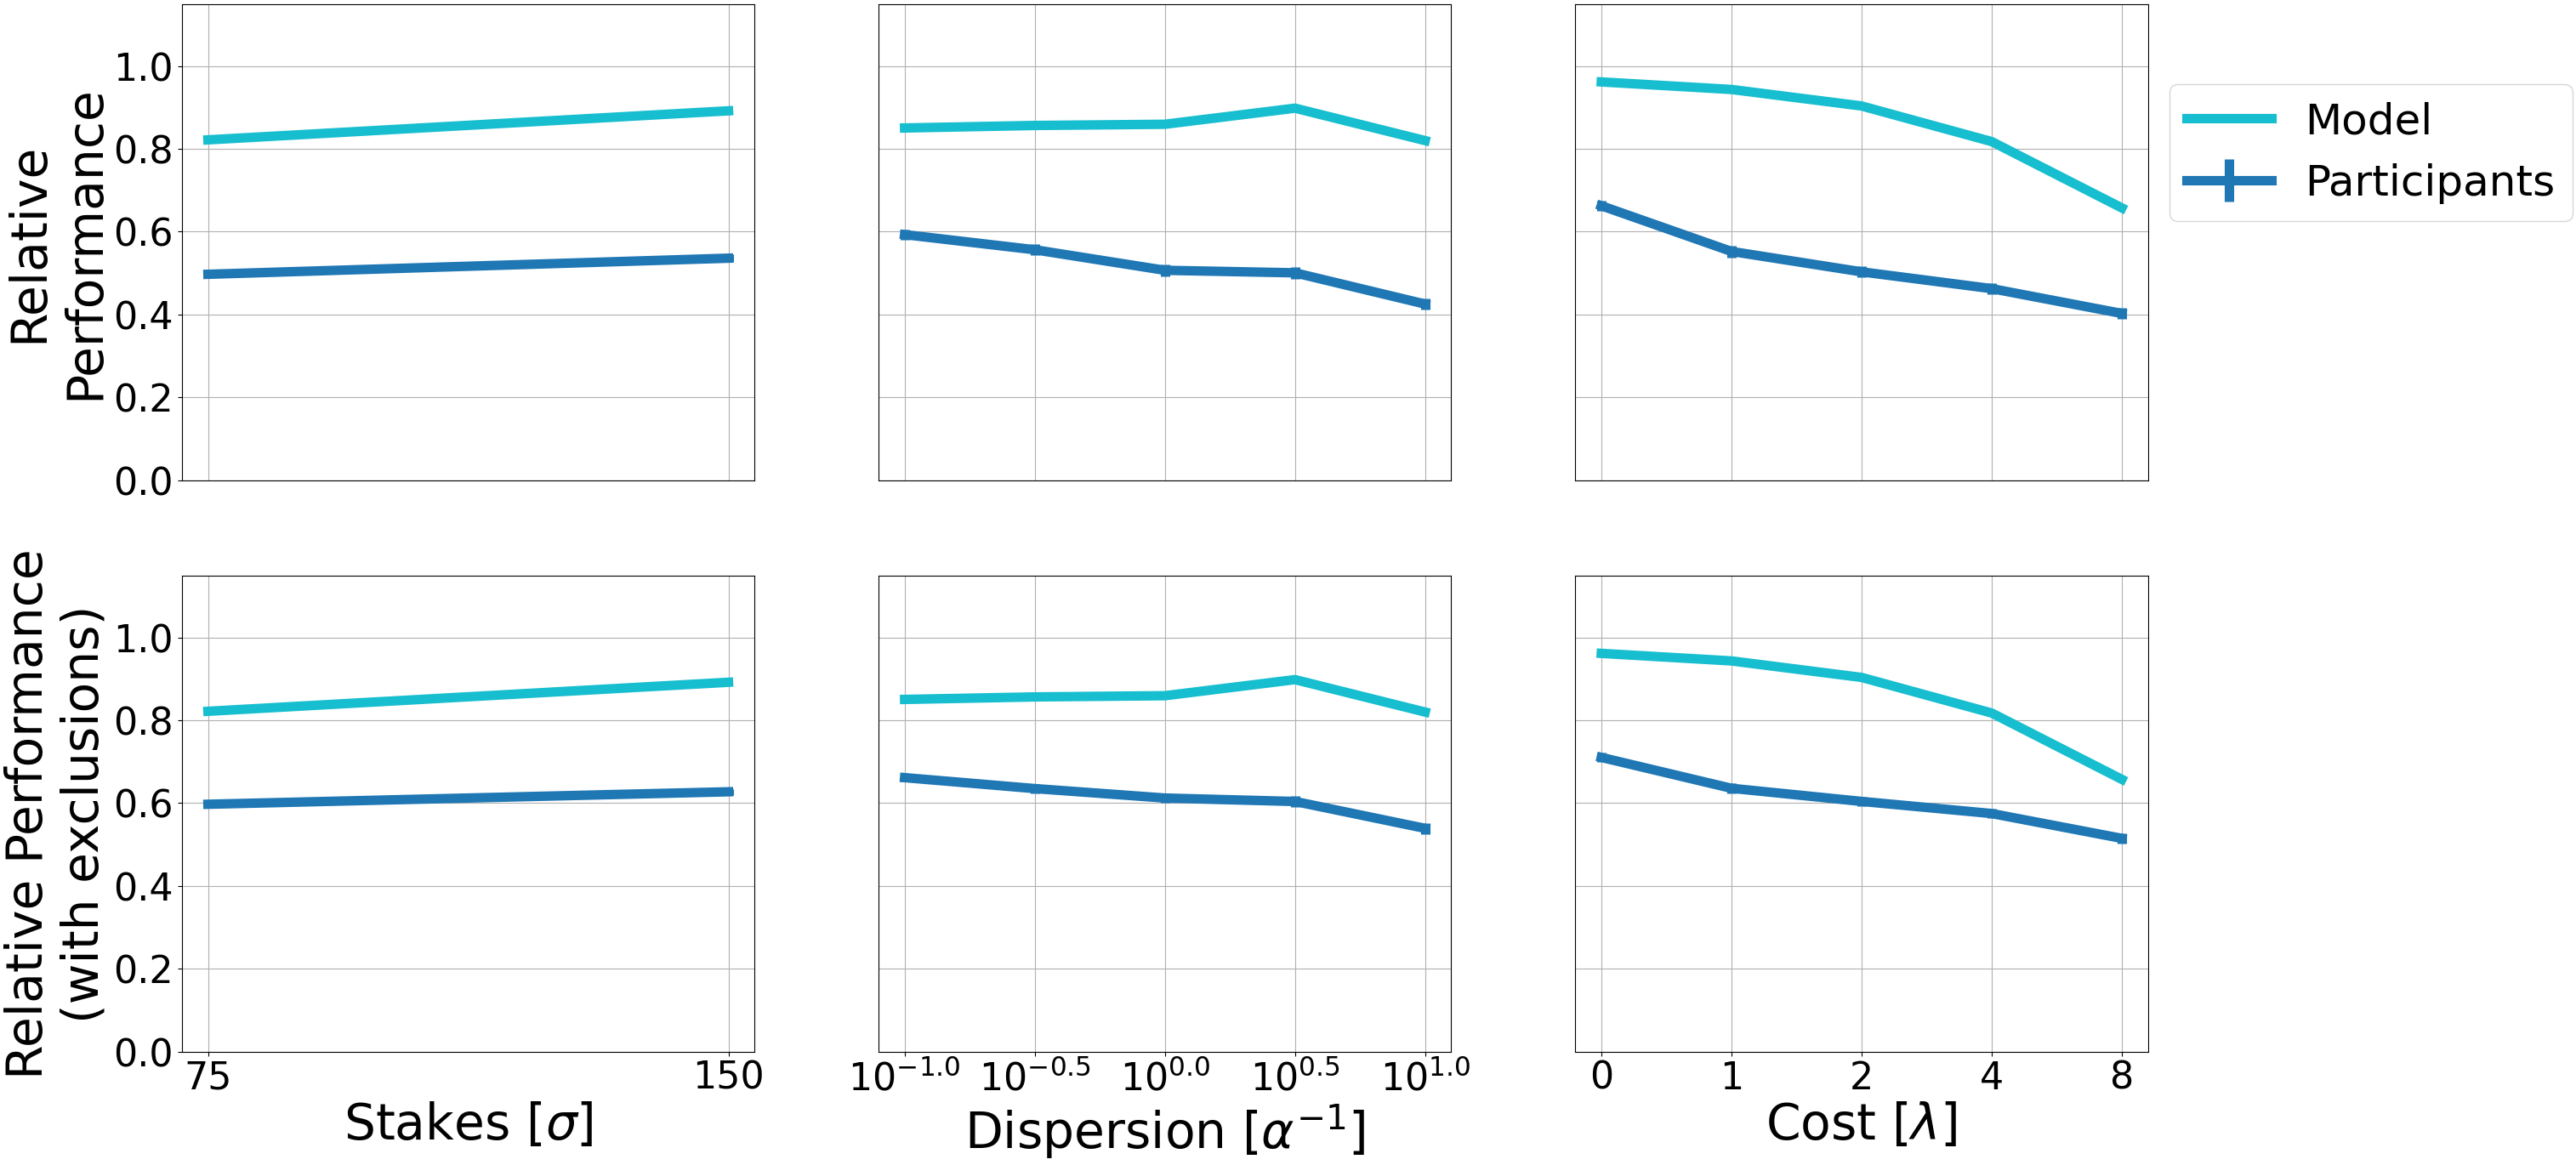 Relative
Performance
1.0
0.8
0.6
0.4
0.2
0.0
Model
Participants
Relative Performance
(with exclusions)
1.0
0.8
0.6
0.4
0.2
0.0
75 150
Stakes [σ]
10^{-1.0} 10^{-0.5} 10^{0.0} 10^{0.5} 10^{1.0}
Dispersion [α^{-1}]
0 1 2 4 8
Cost [λ]